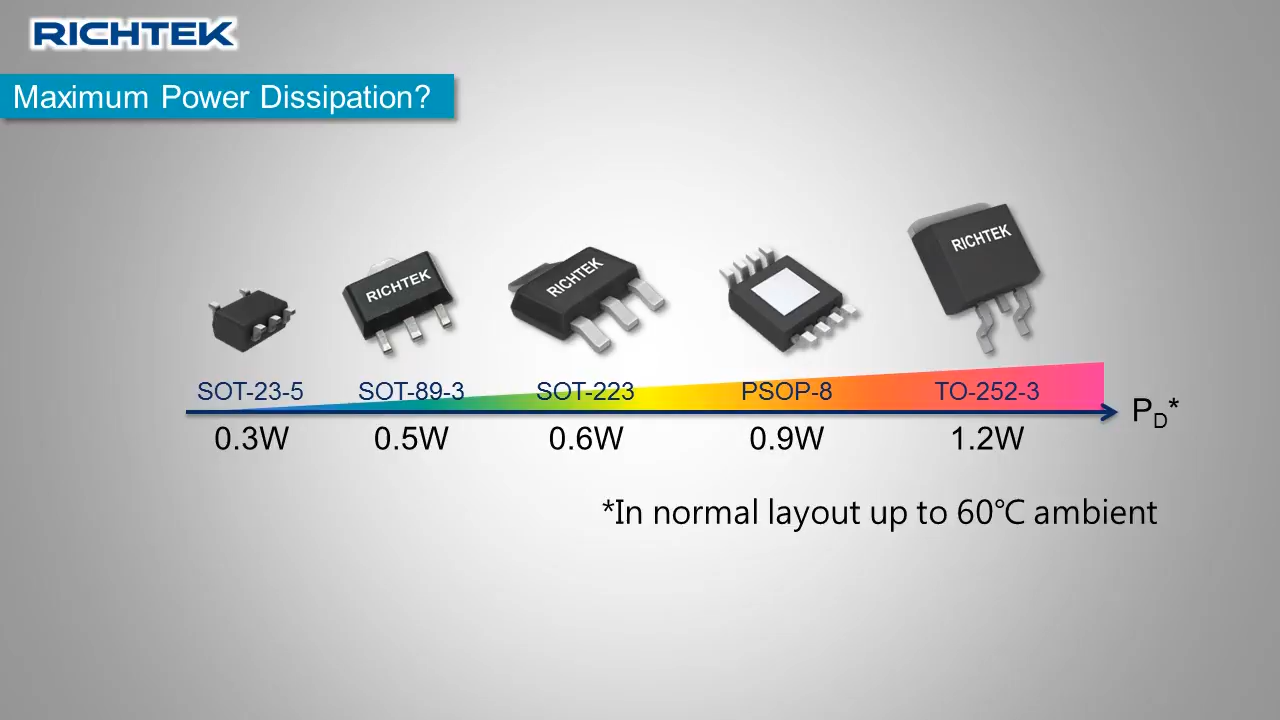 RICHTEK
Maximum Power Dissipation?
RICHTEK
RICHTEK
RICHTEK
SOT-23-5
SOT-89-3
SOT-223
PSOP-8
TO-252-3
P_D*
0.3W
0.5W
0.6W
0.9W
1.2W
*In normal layout up to 60℃ ambient